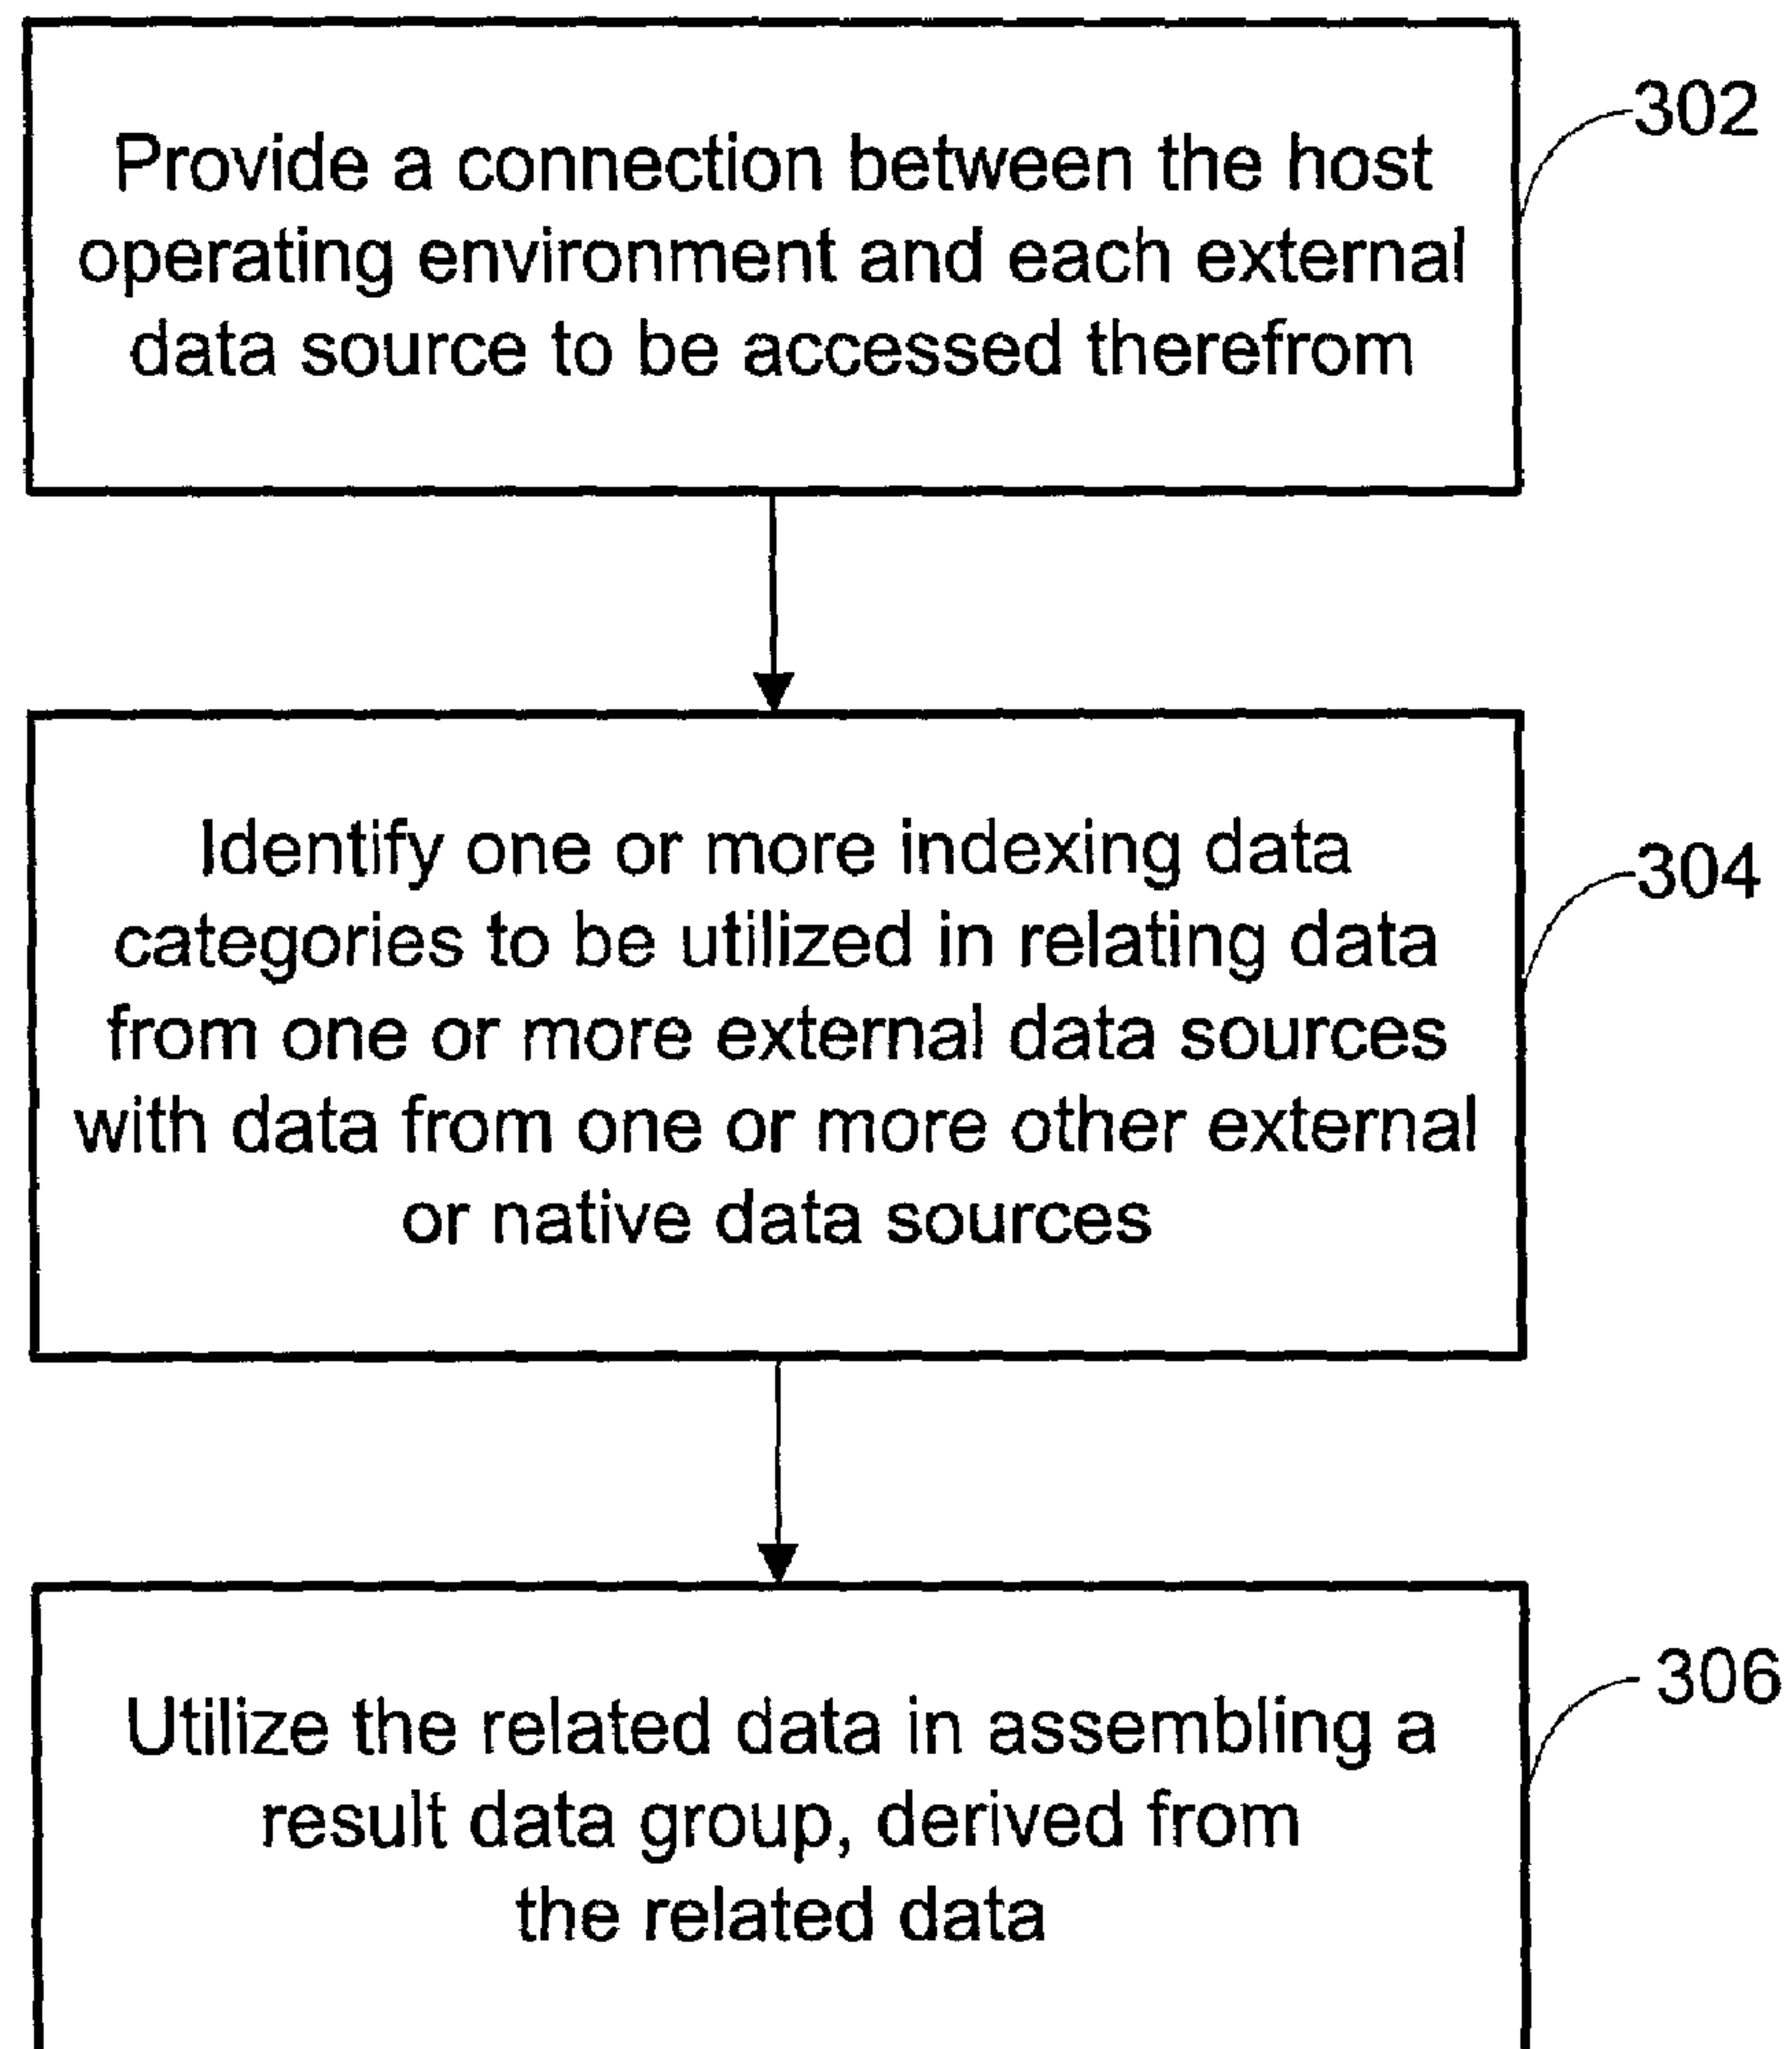 Provide a connection between the host
operating environment and each external
data source to be accessed therefrom
302
Identify one or more indexing data
categories to be utilized in relating data
from one or more external data sources
with data from one or more other external
or native data sources
304
Utilize the related data in assembling a
result data group, derived from
the related data
306